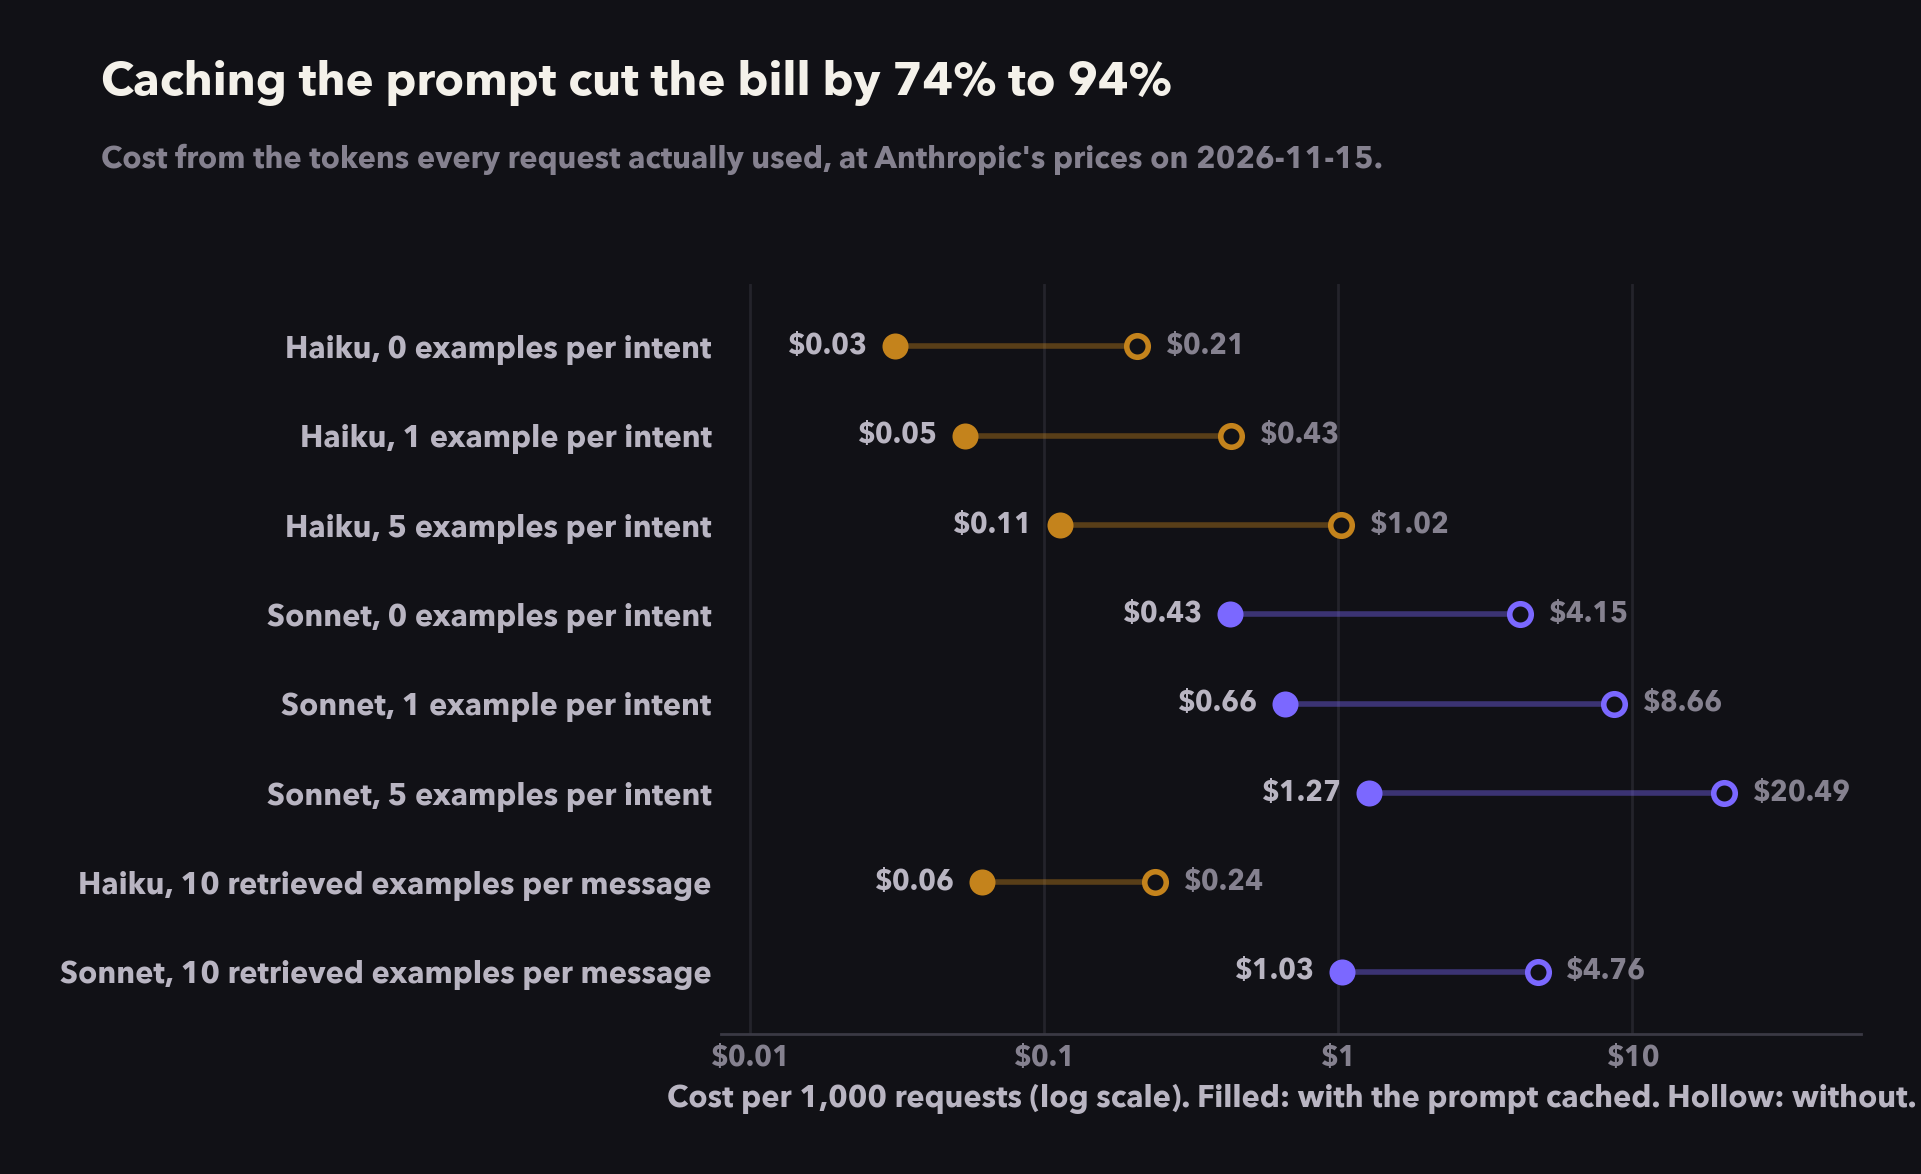 Caching the prompt cut the bill by 74% to 94%
Cost from the tokens every request actually used, at Anthropic's prices on 2026-11-15.
Haiku, 0 examples per intent $0.03 $0.21
Haiku, 1 example per intent $0.05 $0.43
Haiku, 5 examples per intent $0.11 $1.02
Sonnet, 0 examples per intent $0.43 $4.15
Sonnet, 1 example per intent $0.66 $8.66
Sonnet, 5 examples per intent $1.27 $20.49
Haiku, 10 retrieved examples per message $0.06 $0.24
Sonnet, 10 retrieved examples per message $1.03 $4.76
$0.01 $0.1 $1 $10
Cost per 1,000 requests (log scale). Filled: with the prompt cached. Hollow: without.